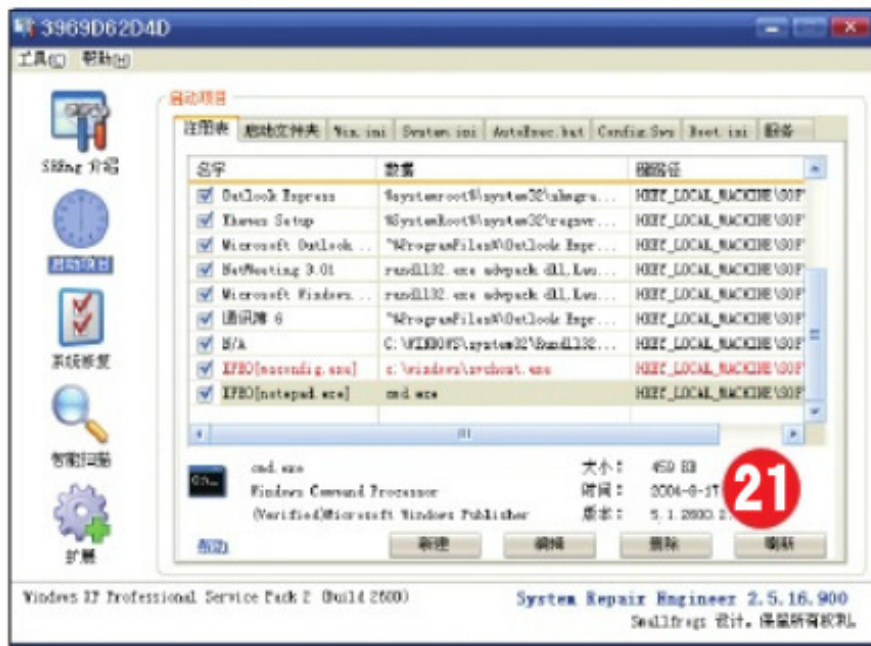 3969D62D4D
工具(T) 帮助(H)
启动项目
注册表 启动文件夹 Win.ini System.ini AutoExec.bat Config.Sys Boot.ini 服务
SREng 介绍
启动项目
系统修复
智能扫描
扩展
名字 数据 键路径
Outlook Express %systemroot%\system32\shmgra... HKEY_LOCAL_MACHINE\SOF
Themes Setup %SystemRoot%\system32\regsvr... HKEY_LOCAL_MACHINE\SOF
Microsoft Outlook... "%ProgramFiles%\Outlook Expr... HKEY_LOCAL_MACHINE\SOF
NetMeeting 3.01 rundll32.exe advpack.dll,Lau... HKEY_LOCAL_MACHINE\SOF
Microsoft Windows... rundll32.exe advpack.dll,Lau... HKEY_LOCAL_MACHINE\SOF
通讯簿 6 "%ProgramFiles%\Outlook Expr... HKEY_LOCAL_MACHINE\SOF
N/A C:\WINDOWS\system32\Rundll32... HKEY_LOCAL_MACHINE\SOF
IFEO[msconfig.exe] c:\windows\svchost.exe HKEY_LOCAL_MACHINE\SOF
IFEO[notepad.exe] cmd.exe HKEY_LOCAL_MACHINE\SOF
cmd.exe 大小: 459 KB
Windows Command Processor 时间: 2004-8-17
(Verified)Microsoft Windows Publisher 版本: 5.1.2600.2
21
帮助 新建 编辑 删除 刷新
Windows XP Professional Service Pack 2 (Build 2600)
System Repair Engineer 2.5.16.900
Smallfrogs 设计。保留所有权利。